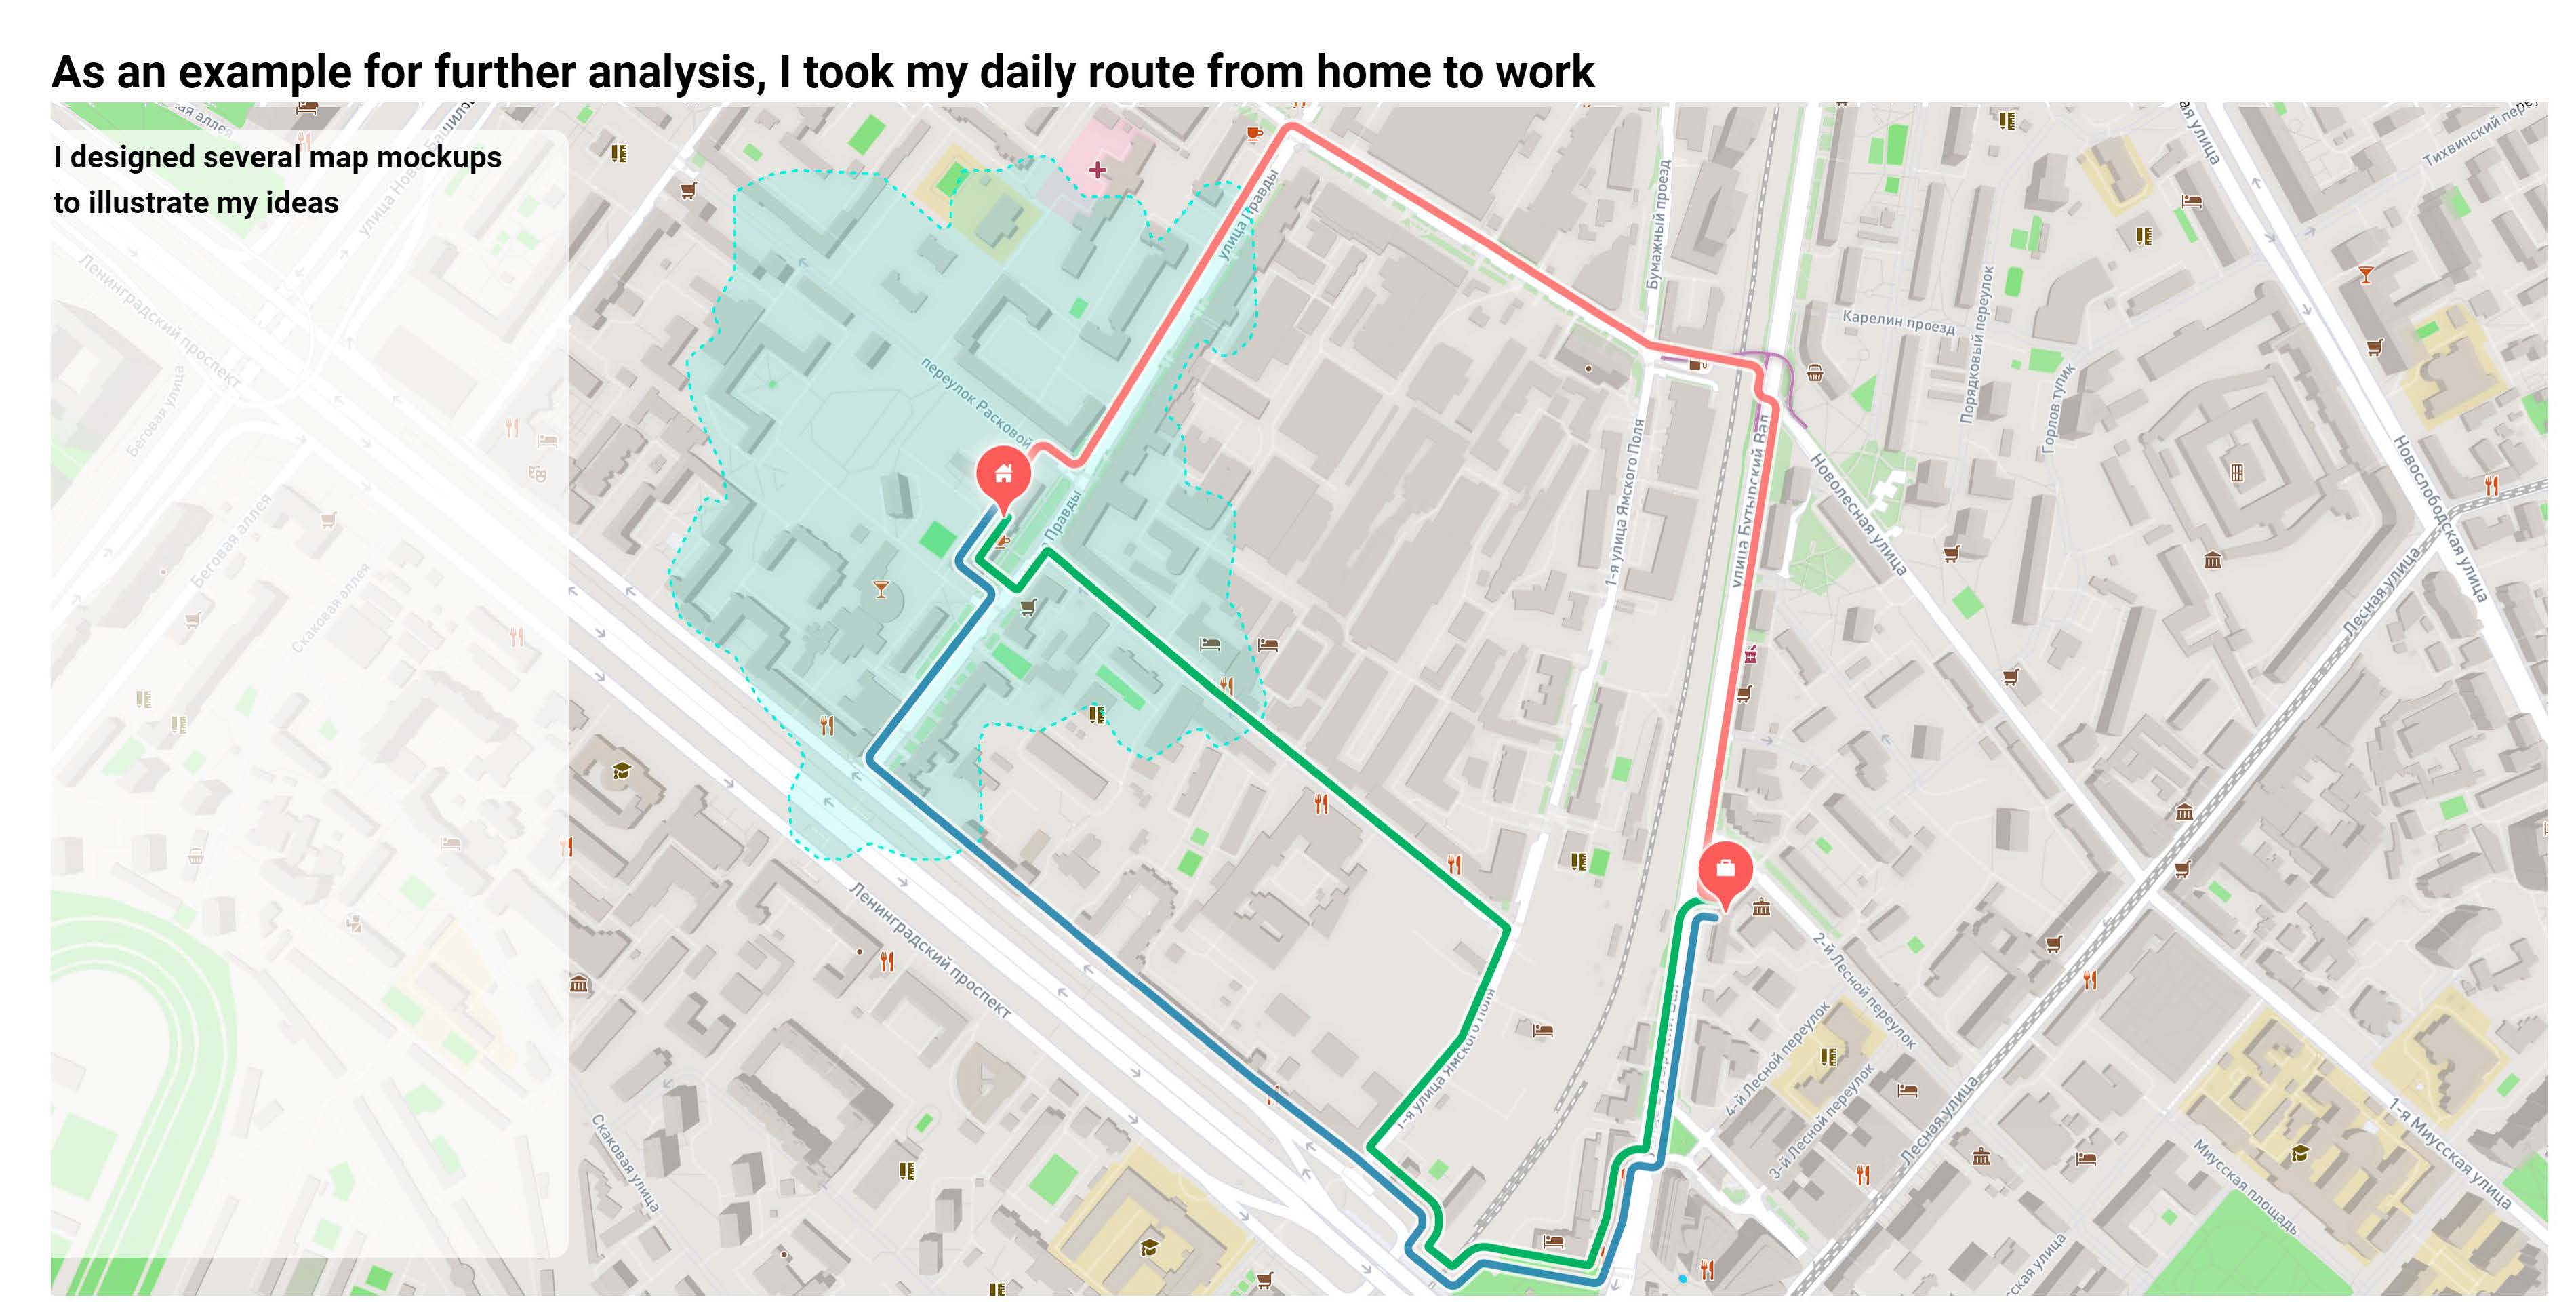 As an example for further analysis, I took my daily route from home to work
I designed several map mockups
to illustrate my ideas
улица Правды
Бумажный проезд
Тихвинский
Ленинградский проспект
Беговая улица
Карелин проезд
Порядковый переулок
Горлов тупик
переулок Расковой
Правды
1-я улица Ямского Поля
улица Бутырский Вал
Новолесная улица
Новослободская улица
Беговая аллея
Скаковая аллея
Лесная улица
Ленинградский проспект
2-й Лесной переулок
1-я улица Ямского Поля
4-й Лесной переулок
3-й Лесной переулок
Лесная улица
Скаковая улица
1-я Миусская улица
Миусская площадь